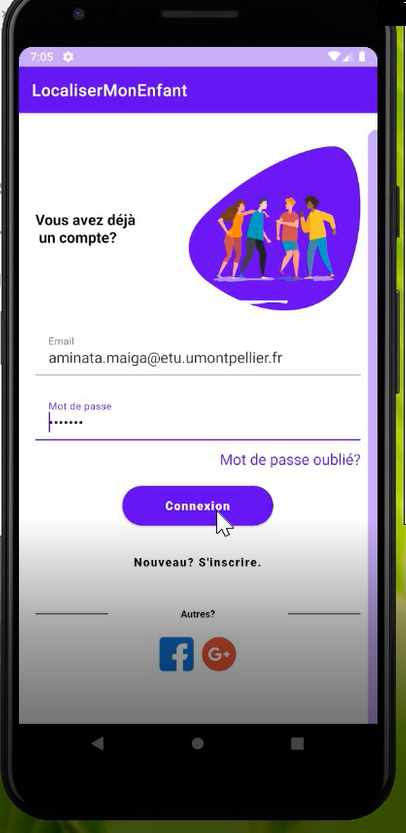 7:05
LocaliserMonEnfant
Vous avez déjà
un compte?
Email
aminata.maiga@etu.umontpellier.fr
Mot de passe
•••••••
Mot de passe oublié?
Connexion
Nouveau? S'inscrire.
Autres?
f
G+